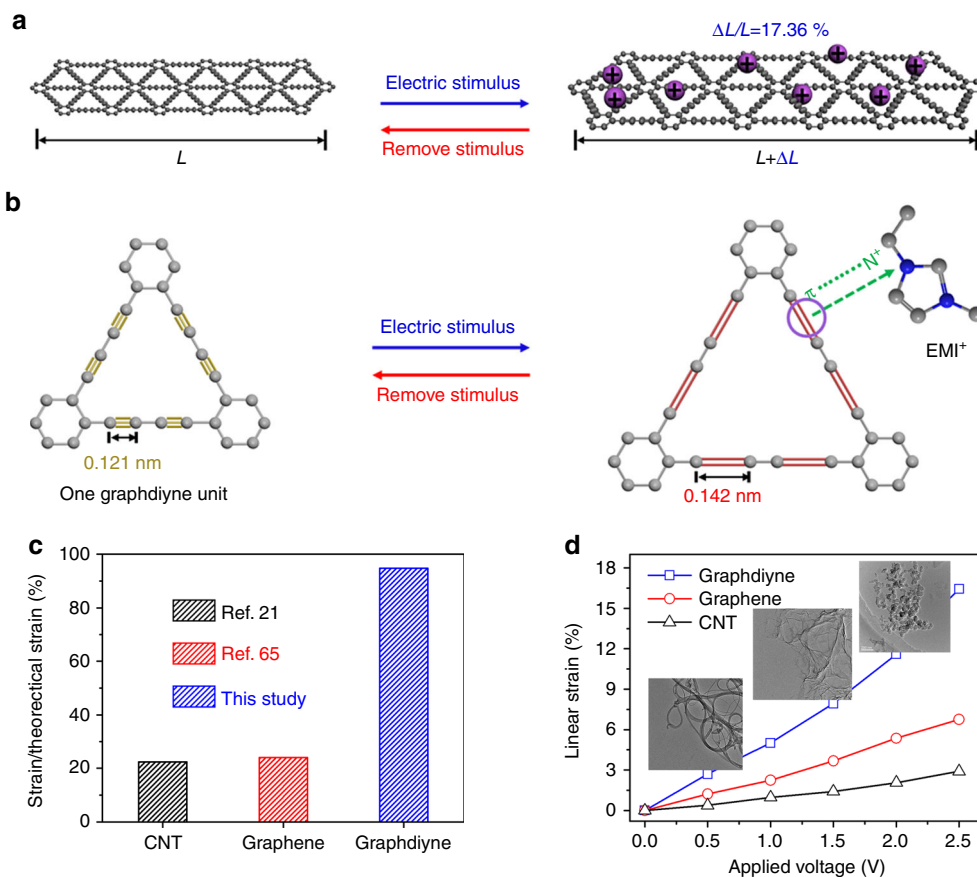 a
ΔL/L=17.36 %
Electric stimulus
Remove stimulus
L
L+ΔL
b
π
N+
EMI+
Electric stimulus
Remove stimulus
0.121 nm
One graphdiyne unit
0.142 nm
c
Strain/theorectical strain (%)
100
80
60
40
20
0
Ref. 21
Ref. 65
This study
CNT
Graphene
Graphdiyne
d
Linear strain (%)
18
15
12
9
6
3
0
Graphdiyne
Graphene
CNT
0.0
0.5
1.0
1.5
2.0
2.5
Applied voltage (V)